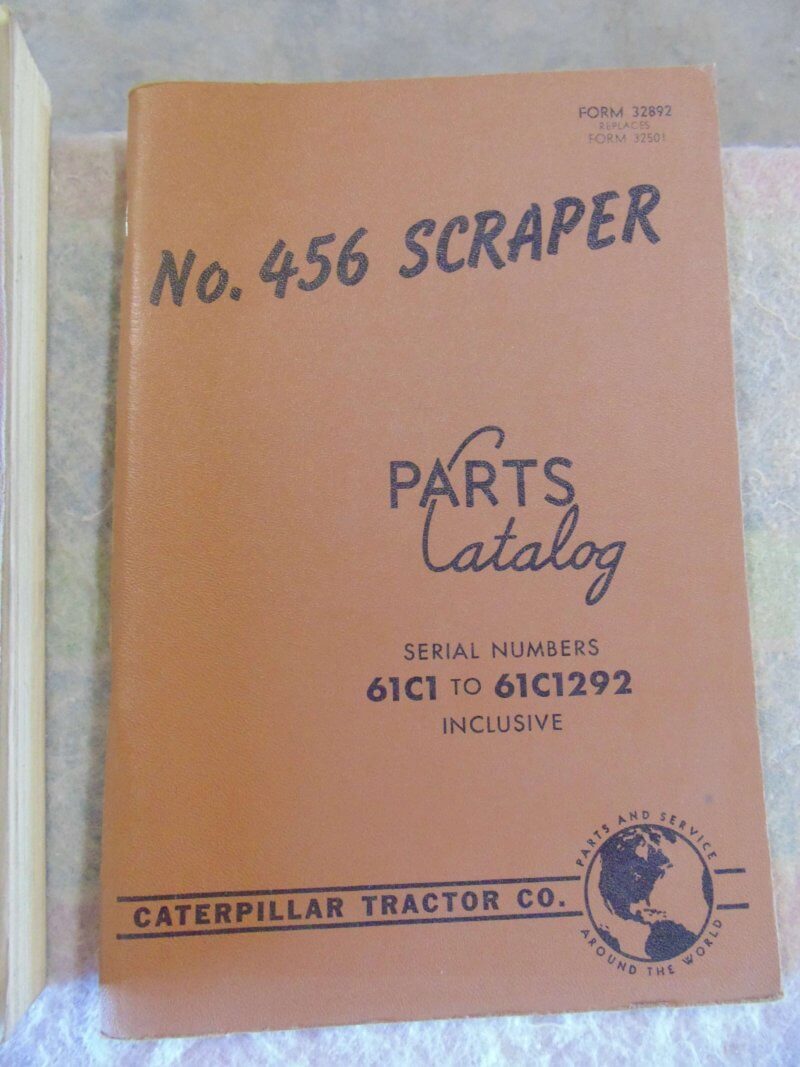 FORM 32892
REPLACES
FORM 32501
No. 456 SCRAPER
PARTS
Catalog
SERIAL NUMBERS
61C1 TO 61C1292
INCLUSIVE
CATERPILLAR TRACTOR CO.
PARTS AND SERVICE
AROUND THE WORLD